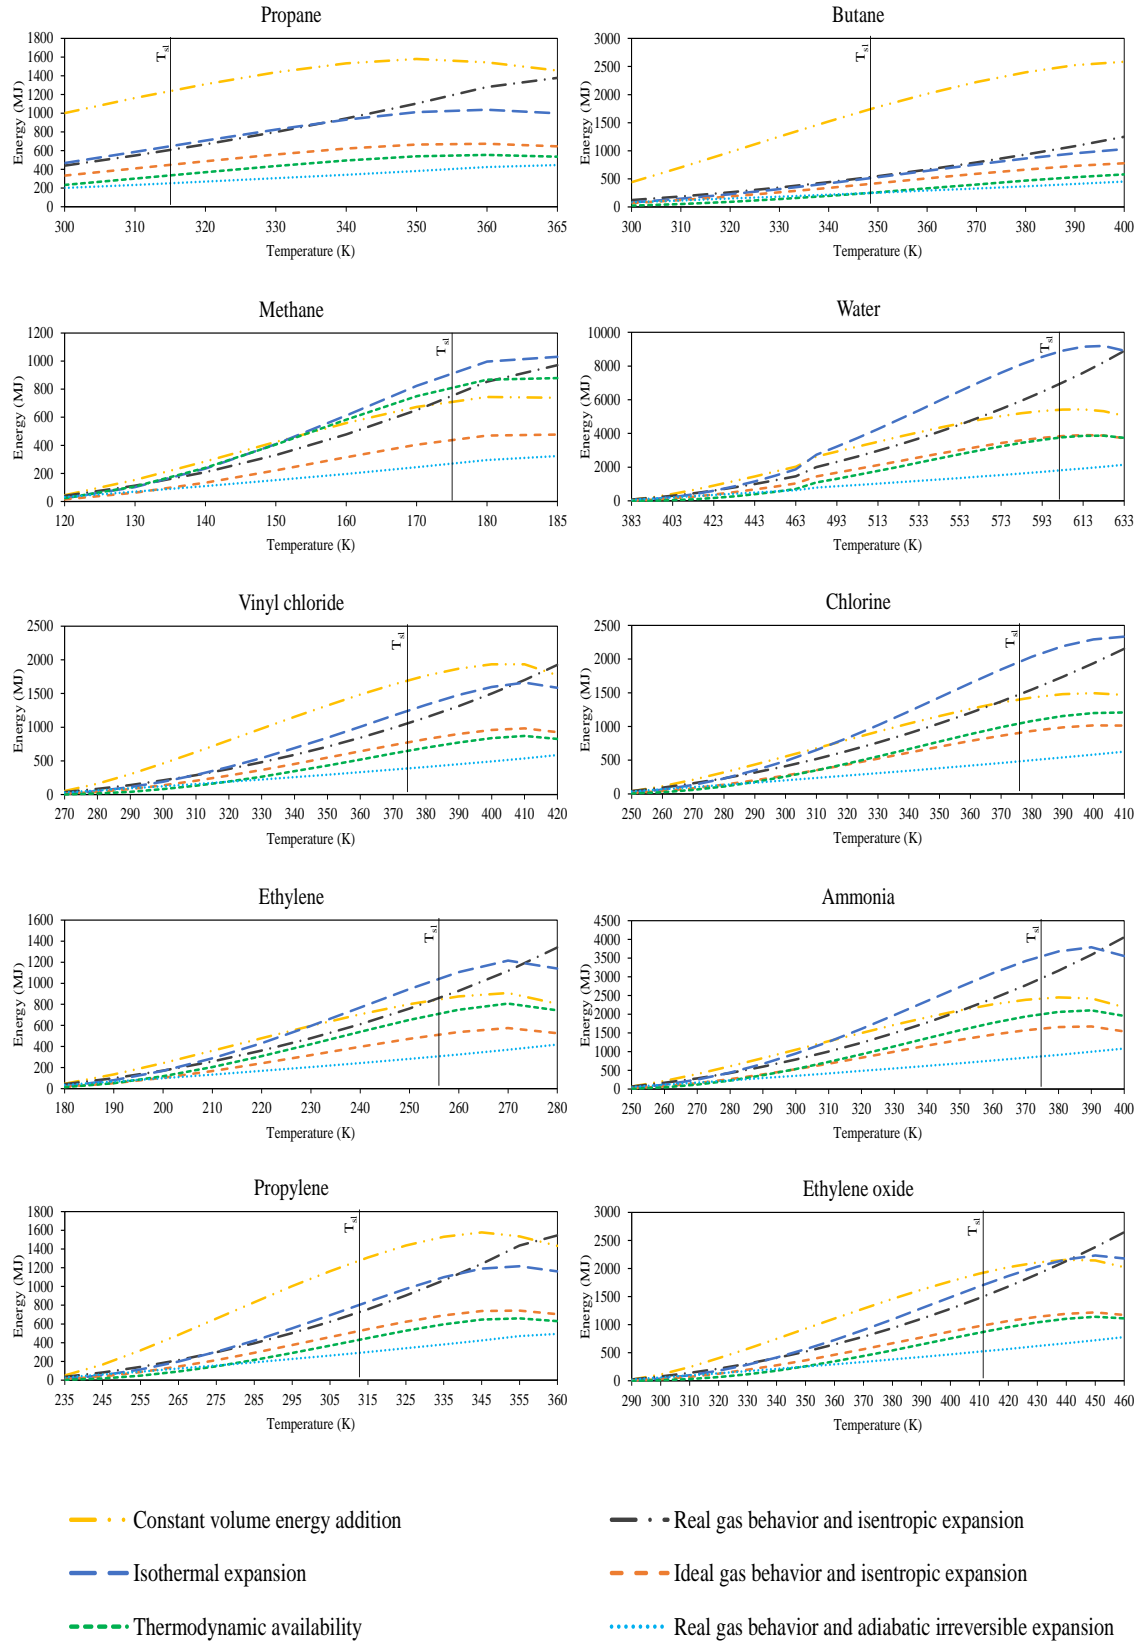 Propane
Butane
Energy (MJ)
1800
1600
1400
1200
1000
800
600
400
200
0
T_sl
300 310 320 330 340 350 360 365
Temperature (K)
Energy (MJ)
3000
2500
2000
1500
1000
500
0
T_sl
300 310 320 330 340 350 360 370 380 390 400
Temperature (K)
Methane
Water
Energy (MJ)
1200
1000
800
600
400
200
0
T_sl
120 130 140 150 160 170 180 185
Temperature (K)
Energy (MJ)
10000
8000
6000
4000
2000
0
T_sl
383 403 423 443 463 493 513 533 553 573 593 613 633
Temperature (K)
Vinyl chloride
Chlorine
Energy (MJ)
2500
2000
1500
1000
500
0
T_sl
270 280 290 300 310 320 330 340 350 360 370 380 390 400 410 420
Temperature (K)
Energy (MJ)
2500
2000
1500
1000
500
0
T_sl
250 260 270 280 290 300 310 320 330 340 350 360 370 380 390 400 410
Temperature (K)
Ethylene
Ammonia
Energy (MJ)
1600
1400
1200
1000
800
600
400
200
0
T_sl
180 190 200 210 220 230 240 250 260 270 280
Temperature (K)
Energy (MJ)
4500
4000
3500
3000
2500
2000
1500
1000
500
0
T_sl
250 260 270 280 290 300 310 320 330 340 350 360 370 380 390 400
Temperature (K)
Propylene
Ethylene oxide
Energy (MJ)
1800
1600
1400
1200
1000
800
600
400
200
0
T_sl
235 245 255 265 275 285 295 305 315 325 335 345 355 360
Temperature (K)
Energy (MJ)
3000
2500
2000
1500
1000
500
0
T_sl
290 300 310 320 330 340 350 360 370 380 390 400 410 420 430 440 450 460
Temperature (K)
Constant volume energy addition
Real gas behavior and isentropic expansion
Isothermal expansion
Ideal gas behavior and isentropic expansion
Thermodynamic availability
Real gas behavior and adiabatic irreversible expansion